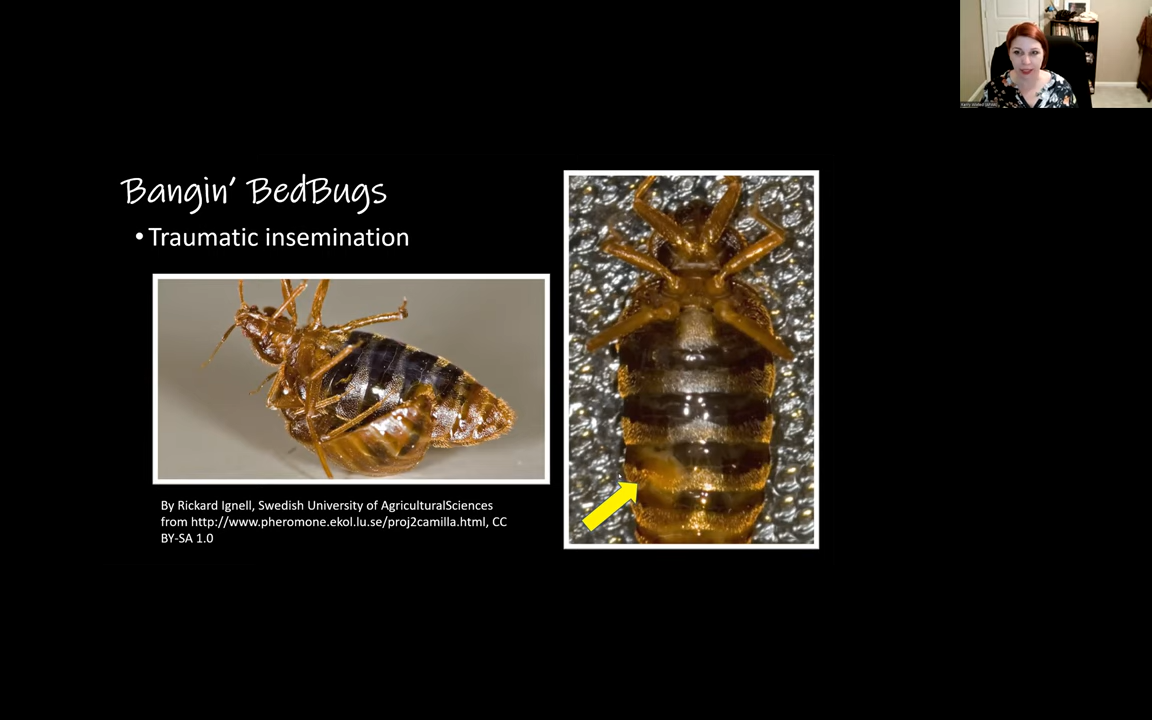 Bangin' BedBugs
• Traumatic insemination
By Rickard Ignell, Swedish University of AgriculturalSciences
from http://www.pheromone.ekol.lu.se/proj2camilla.html, CC
BY-SA 1.0